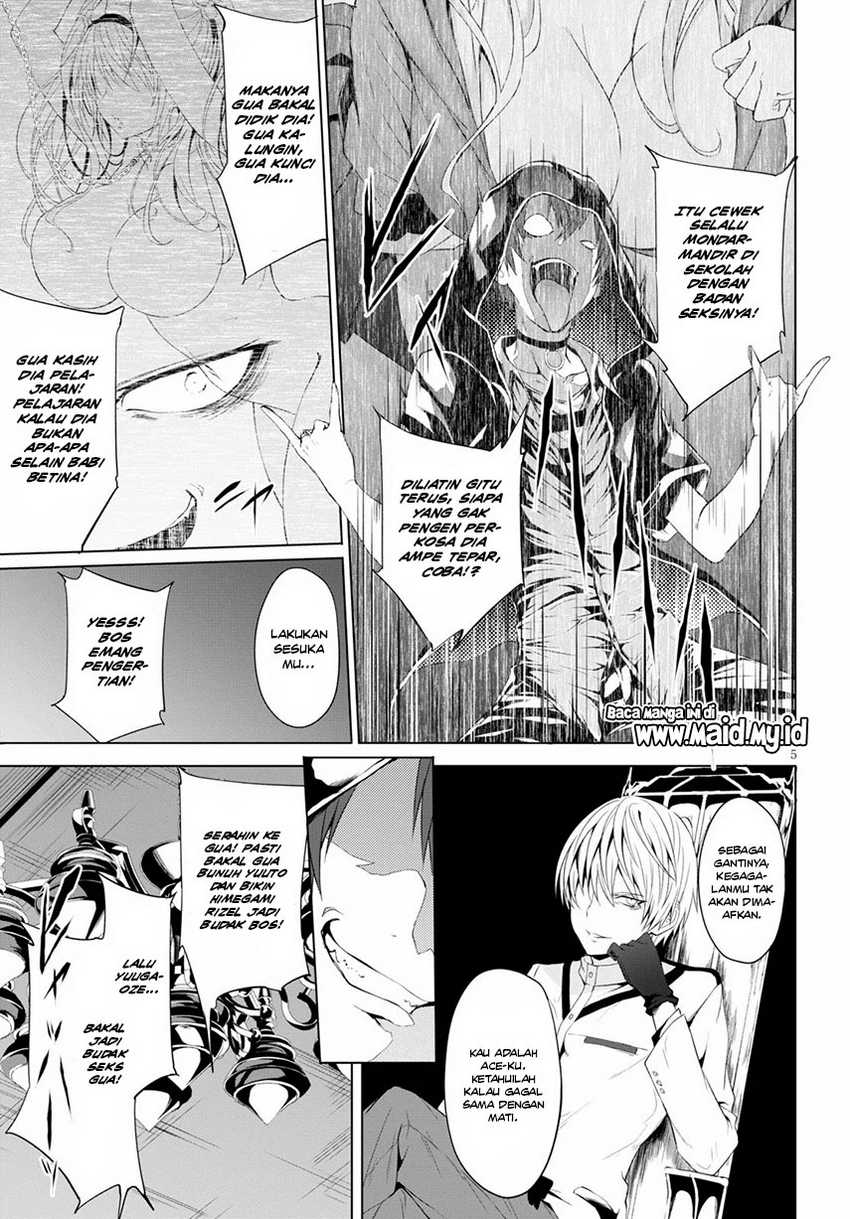 ITU CEWEK
SELALU
MONDAR-
MANDIR DI
SEKOLAH
DENGAN
BADAN
SEKSINYA!
DILIATIN GITU
TERUS, SIAPA
YANG GAK
PENGEN PER-
KOSA DIA
AMPE TEPAR,
COBA!?
MAKANYA
GUA BAKAL
DIDIK DIA!
GUA KA-
LUNGIN,
GUA KUNCI
DIA...
GUA KASIH
DIA PELA-
JARAN!
PELAJARAN
KALAU DIA
BUKAN
APA-APA
SELAIN BABI
BETINA!
LAKUKAN
SESUKA
MU...
YESSS!
BOS
EMANG
PENGER-
TIAN!
Baca Manga ini di
www.Maid.My.id
5
SEBAGAI
GANTINYA,
KEGAGA-
LANMU TAK
AKAN DIMA-
AFKAN.
KAU ADALAH
ACE-KU.
KETAHUILAH
KALAU GAGAL
SAMA DENGAN
MATI.
SERAHIN KE
GUA! PASTI
BAKAL GUA
BUNUH YUUTO
DAN BIKIN
HIMEGAMI
RIZEL JADI
BUDAK BOS!
LALU
YUUGA-
OZE...
BAKAL
JADI
BUDAK
SEKS
GUA!